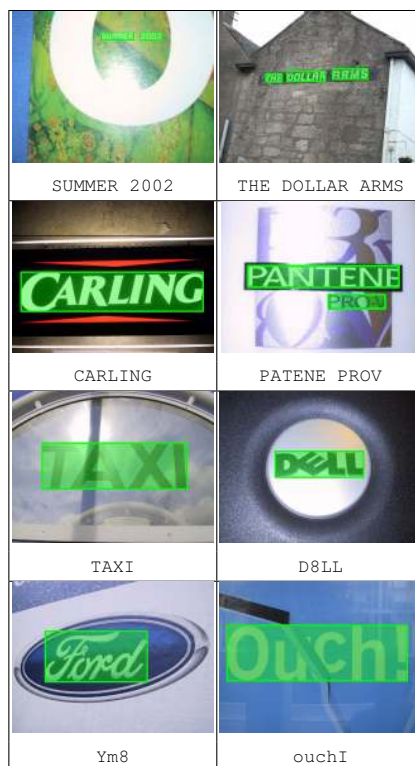 SUMMER 2002
THE DOLLAR ARMS
SUMMER 2002
THE DOLLAR ARMS
CARLING
PANTENE
PRO-V
CARLING
PATENE PROV
TAXI
DELL
TAXI
D8LL
Ford
Ouch!
Ym8
ouchI